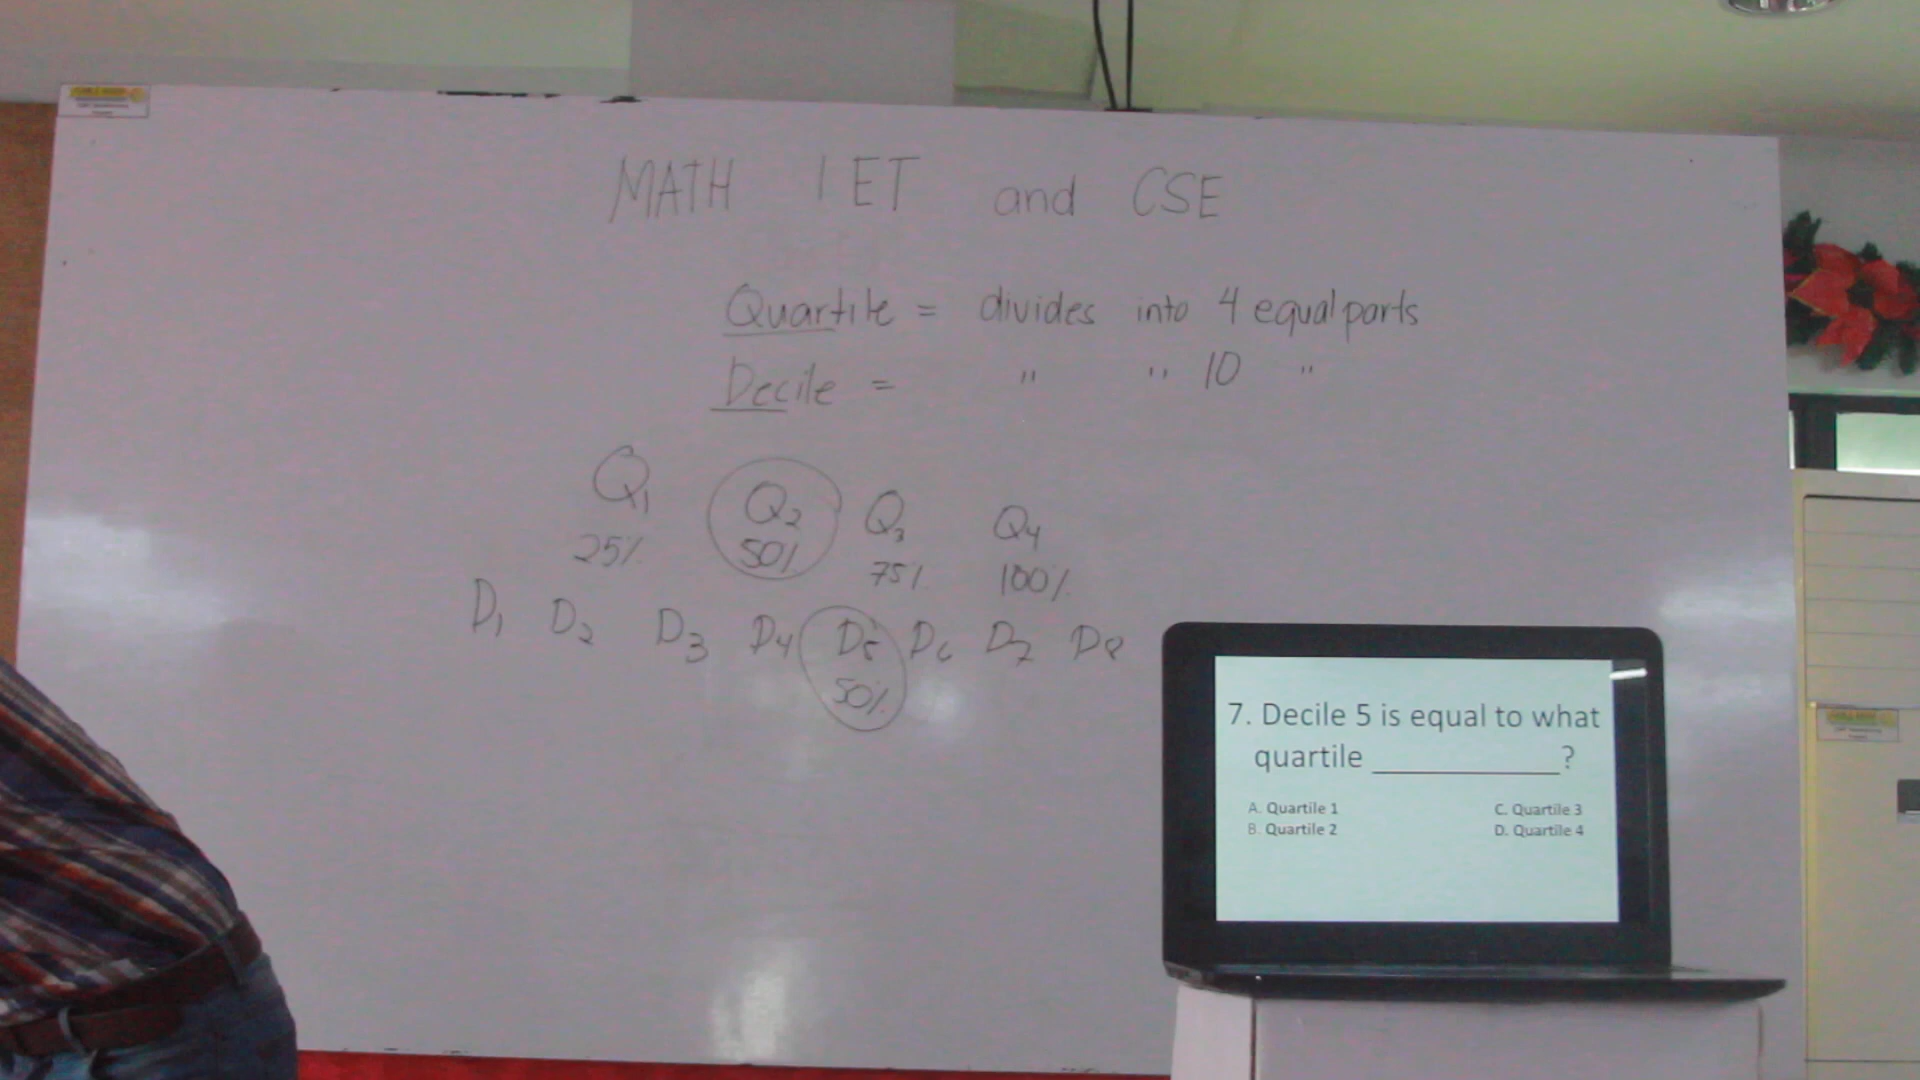 MATH LET and CSE
Quartile = divides into 4 equal parts
Decile = " " 10 "
Q1 Q2 Q3 Q4
25% 50% 75% 100%
D1 D2 D3 D4 D5 D6 D7 D8
50%
7. Decile 5 is equal to what
quartile ____________?
A. Quartile 1
B. Quartile 2
C. Quartile 3
D. Quartile 4